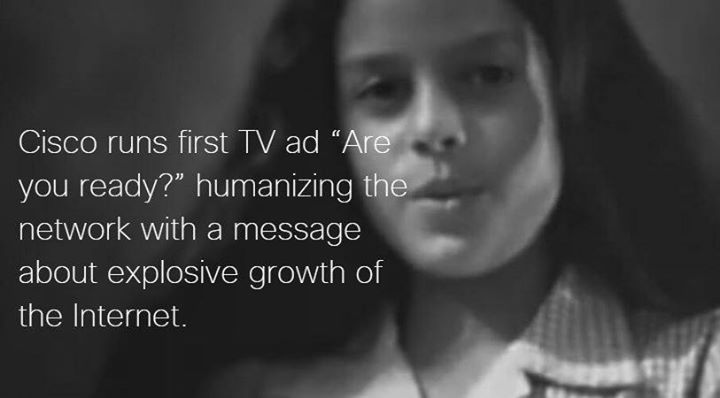 Cisco runs first TV ad “Are
you ready?” humanizing the
network with a message
about explosive growth of
the Internet.